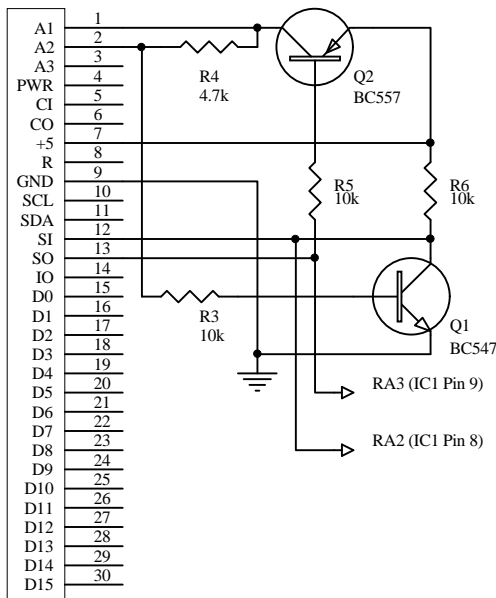 A1 1
A2 2
A3 3
PWR 4
CI 5
CO 6
+5 7
R 8
GND 9
SCL 10
SDA 11
SI 12
SO 13
IO 14
D0 15
D1 16
D2 17
D3 18
D4 19
D5 20
D6 21
D7 22
D8 23
D9 24
D10 25
D11 26
D12 27
D13 28
D14 29
D15 30
R4
4.7k
Q2
BC557
R5
10k
R6
10k
R3
10k
Q1
BC547
RA3 (IC1 Pin 9)
RA2 (IC1 Pin 8)